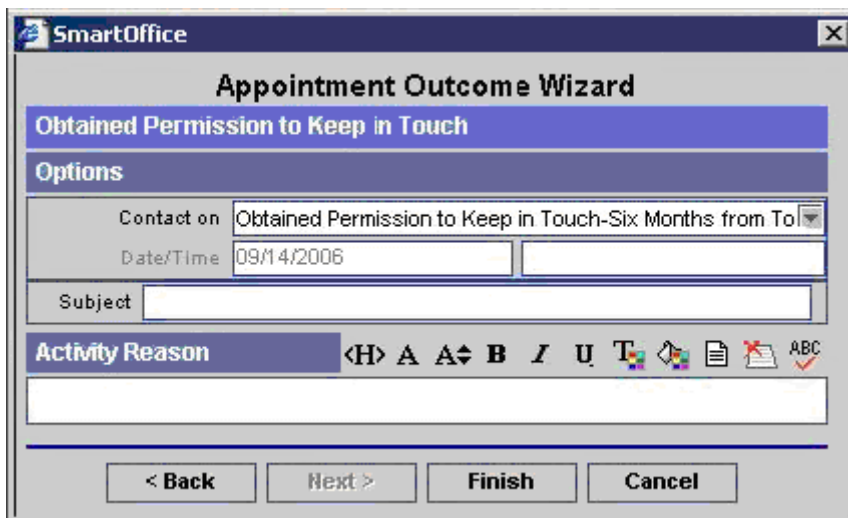 SmartOffice
Appointment Outcome Wizard
Obtained Permission to Keep in Touch
Options
Contact on Obtained Permission to Keep in Touch-Six Months from To
Date/Time 09/14/2006
Subject
Activity Reason <H> A A B I U T ABC
< Back Next > Finish Cancel